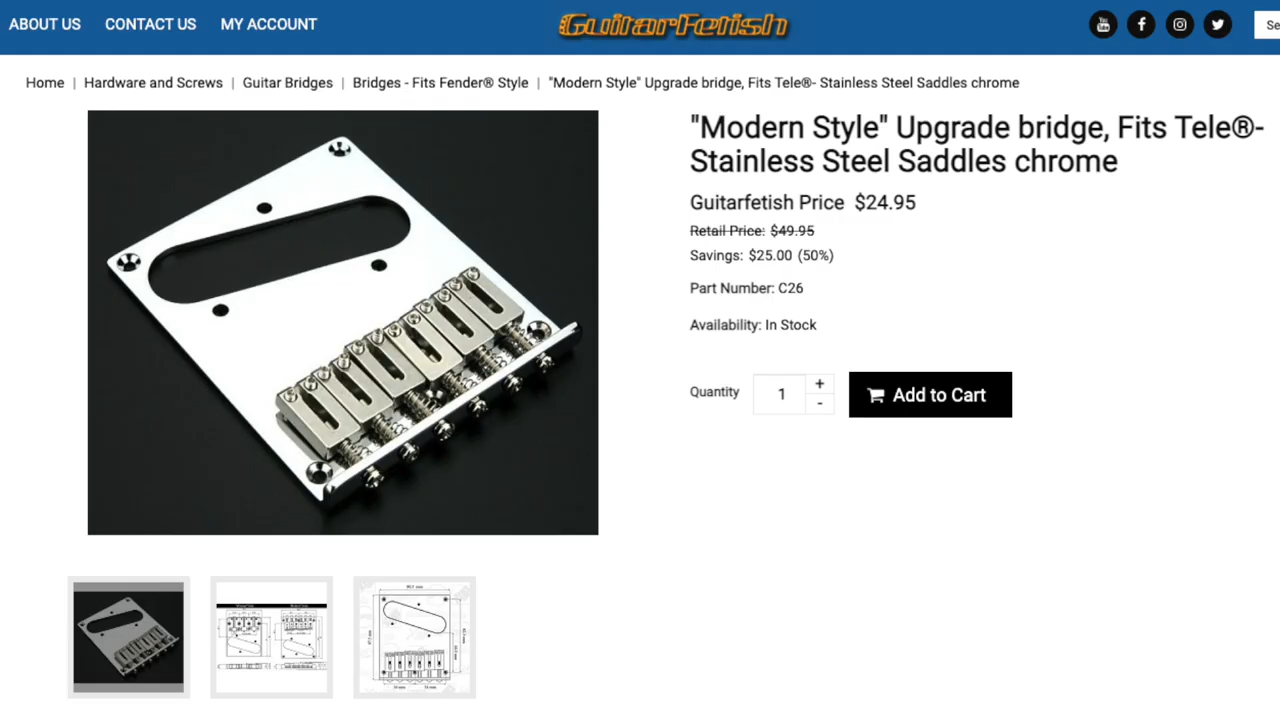 ABOUT US CONTACT US MY ACCOUNT GuitarFetish You Tube Se
Home | Hardware and Screws | Guitar Bridges | Bridges - Fits Fender® Style | "Modern Style" Upgrade bridge, Fits Tele®- Stainless Steel Saddles chrome
"Modern Style" Upgrade bridge, Fits Tele®-
Stainless Steel Saddles chrome
Guitarfetish Price $24.95
Retail Price: $49.95
Savings: $25.00 (50%)
Part Number: C26
Availability: In Stock
Quantity 1 + - Add to Cart